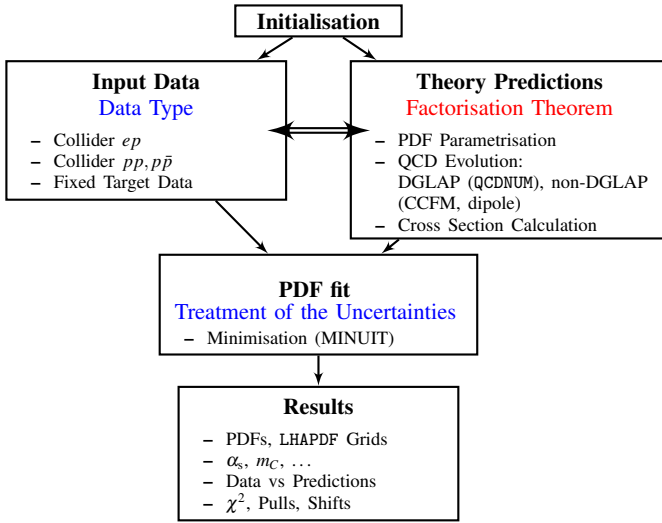 Initialisation
Input Data
Data Type
– Collider ep
– Collider pp, pp̄
– Fixed Target Data
Theory Predictions
Factorisation Theorem
– PDF Parametrisation
– QCD Evolution:
DGLAP (QCDNUM), non-DGLAP
(CCFM, dipole)
– Cross Section Calculation
PDF fit
Treatment of the Uncertainties
– Minimisation (MINUIT)
Results
– PDFs, LHAPDF Grids
– αs, mC, …
– Data vs Predictions
– χ², Pulls, Shifts